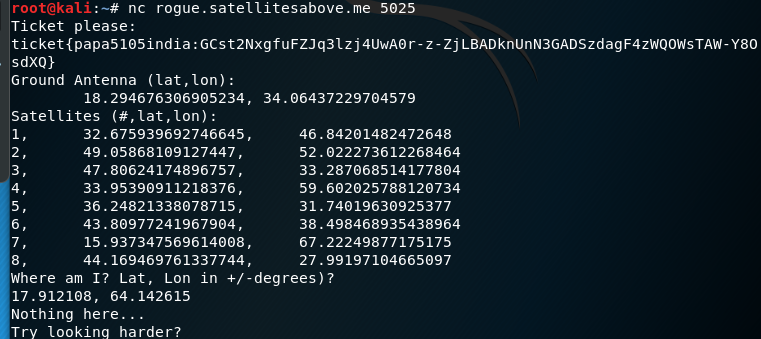 root@kali:~# nc rogue.satellitesabove.me 5025
Ticket please:
ticket{papa5105india:GCst2NxgfuFZJq3lzj4UwA0r-z-ZjLBADknUnN3GADSzdagF4zWQOWsTAW-Y8O
sdXQ}
Ground Antenna (lat,lon):
        18.294676306905234, 34.06437229704579
Satellites (#,lat,lon):
1,      32.675939692746645,     46.84201482472648
2,      49.05868109127447,      52.022273612268464
3,      47.80624174896757,      33.287068514177804
4,      33.95390911218376,      59.602025788120734
5,      36.24821338078715,      31.74019630925377
6,      43.80977241967904,      38.498468935438964
7,      15.937347569614008,     67.22249877175175
8,      44.169469761337744,     27.99197104665097
Where am I? Lat, Lon in +/-degrees)?
17.912108, 64.142615
Nothing here...
Try looking harder?